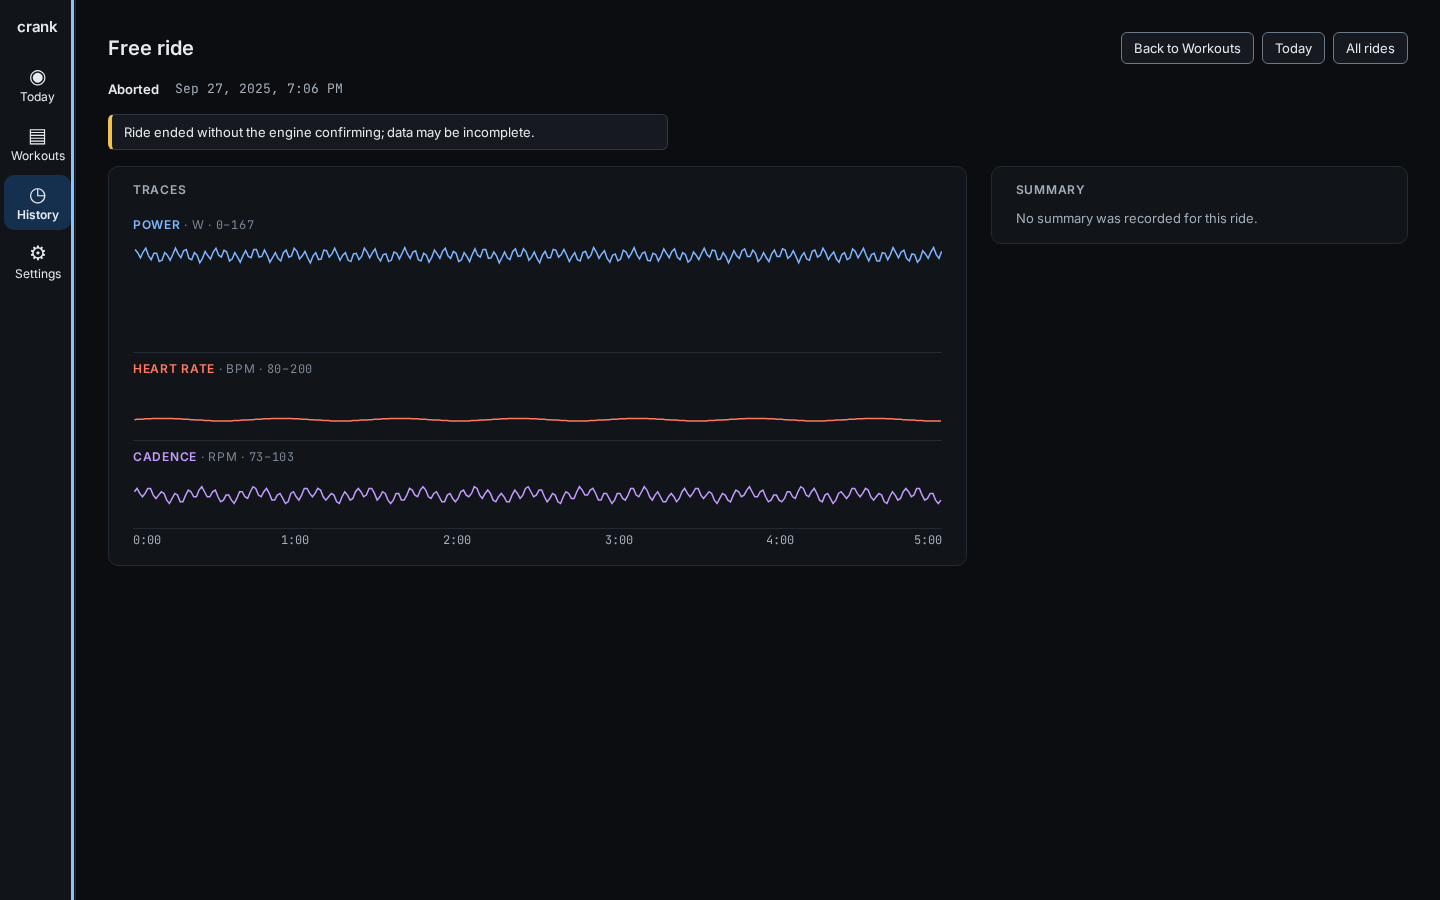 crank
Today
Workouts
History
Settings
Free ride
Back to Workouts
Today
All rides
Aborted Sep 27, 2025, 7:06 PM
Ride ended without the engine confirming; data may be incomplete.
TRACES
POWER · W · 0–167
HEART RATE · BPM · 80–200
CADENCE · RPM · 73–103
0:00 1:00 2:00 3:00 4:00 5:00
SUMMARY
No summary was recorded for this ride.